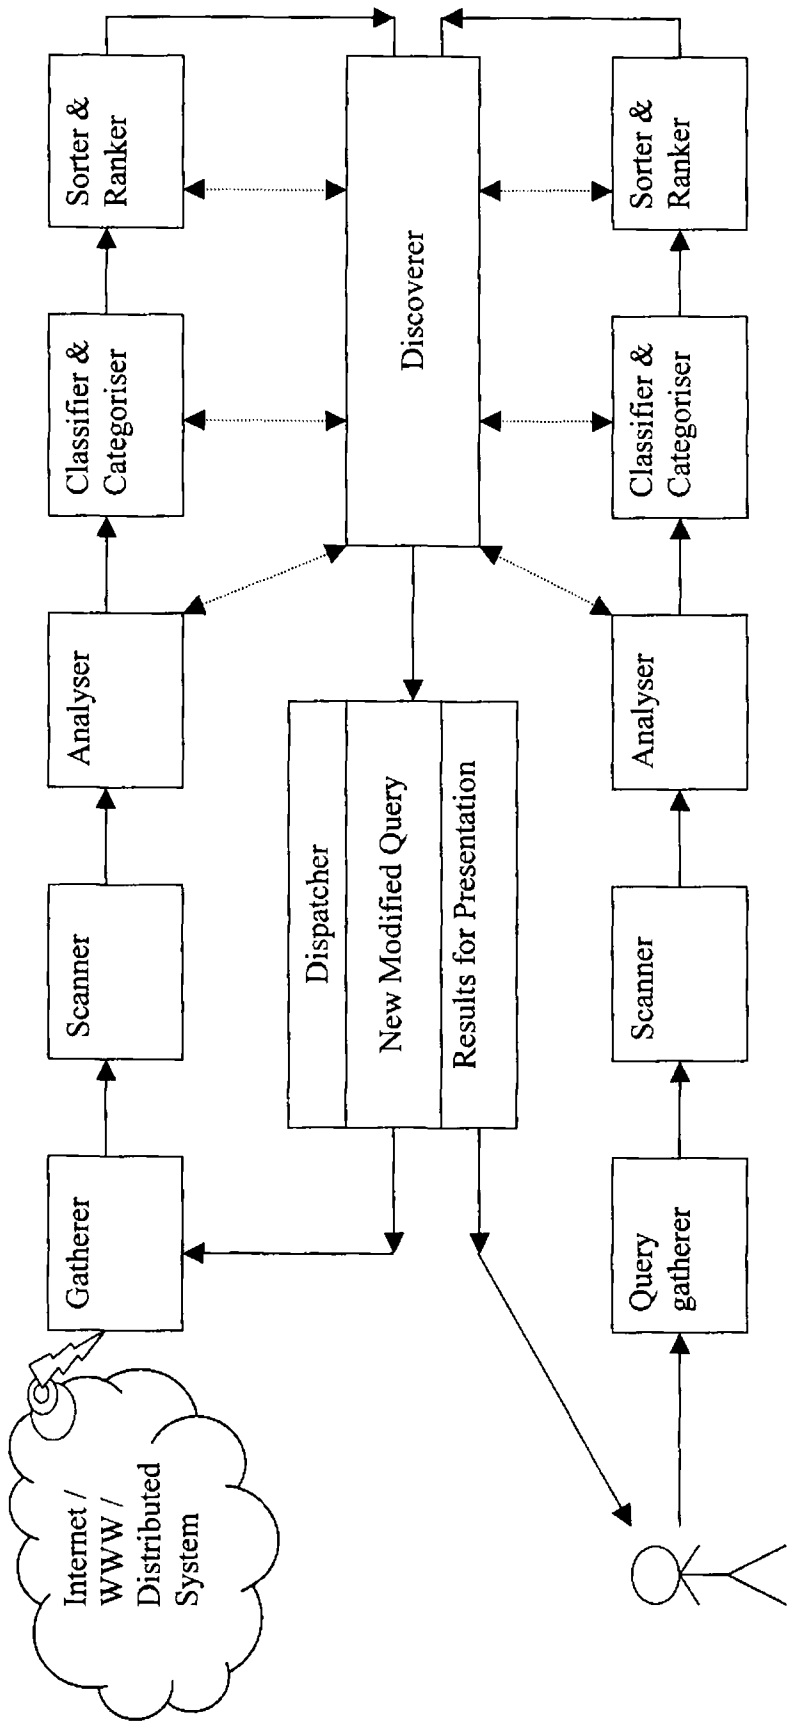 Internet /
WWW /
Distributed
System
Gatherer
Scanner
Analyser
Classifier &
Categoriser
Sorter &
Ranker
Dispatcher
New Modified Query
Results for Presentation
Discoverer
Query
gatherer
Scanner
Analyser
Classifier &
Categoriser
Sorter &
Ranker